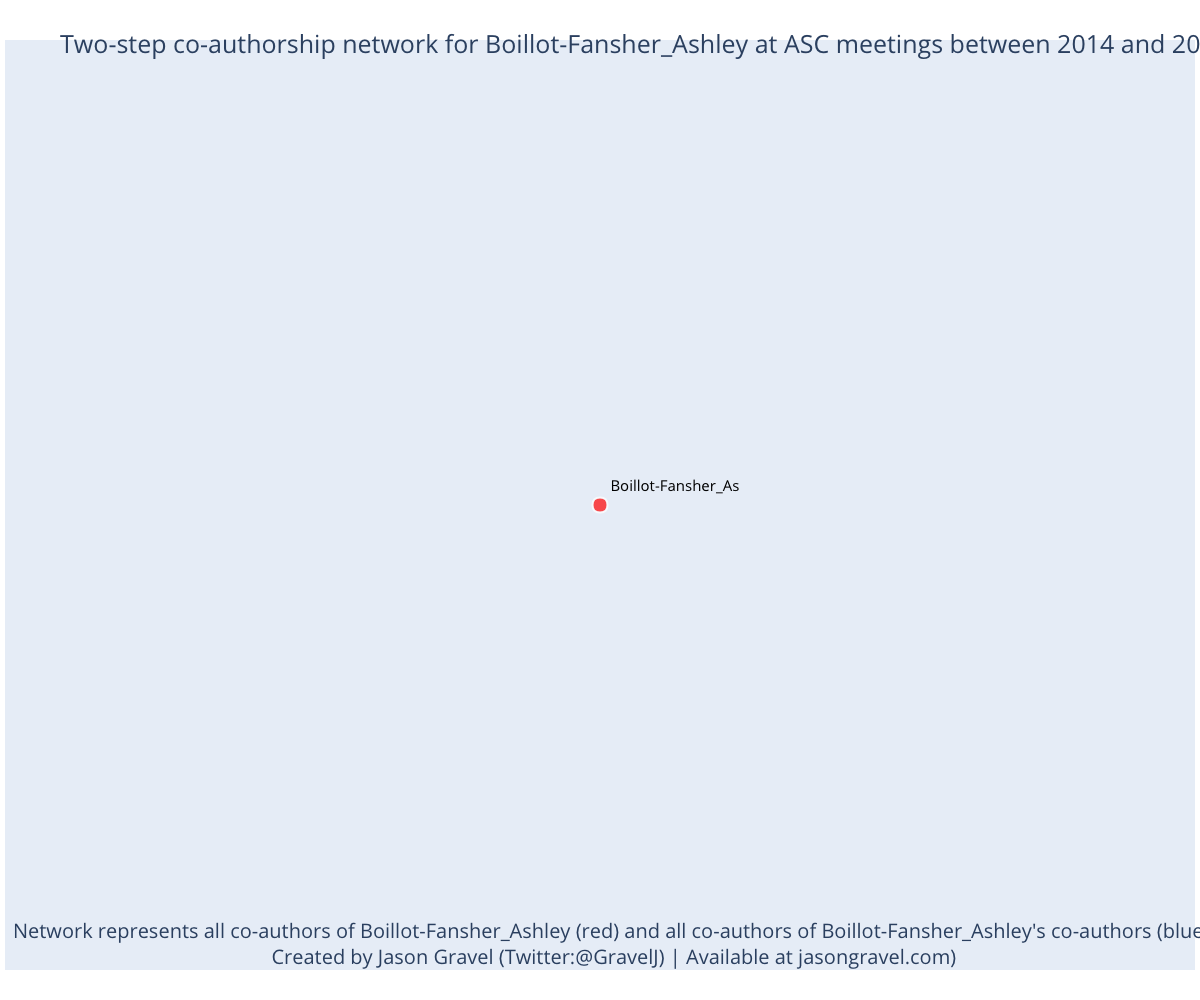 Two-step co-authorship network for Boillot-Fansher_Ashley at ASC meetings between 2014 and 20
Boillot-Fansher_As
Network represents all co-authors of Boillot-Fansher_Ashley (red) and all co-authors of Boillot-Fansher_Ashley's co-authors (blue
Created by Jason Gravel (Twitter:@GravelJ) | Available at jasongravel.com)